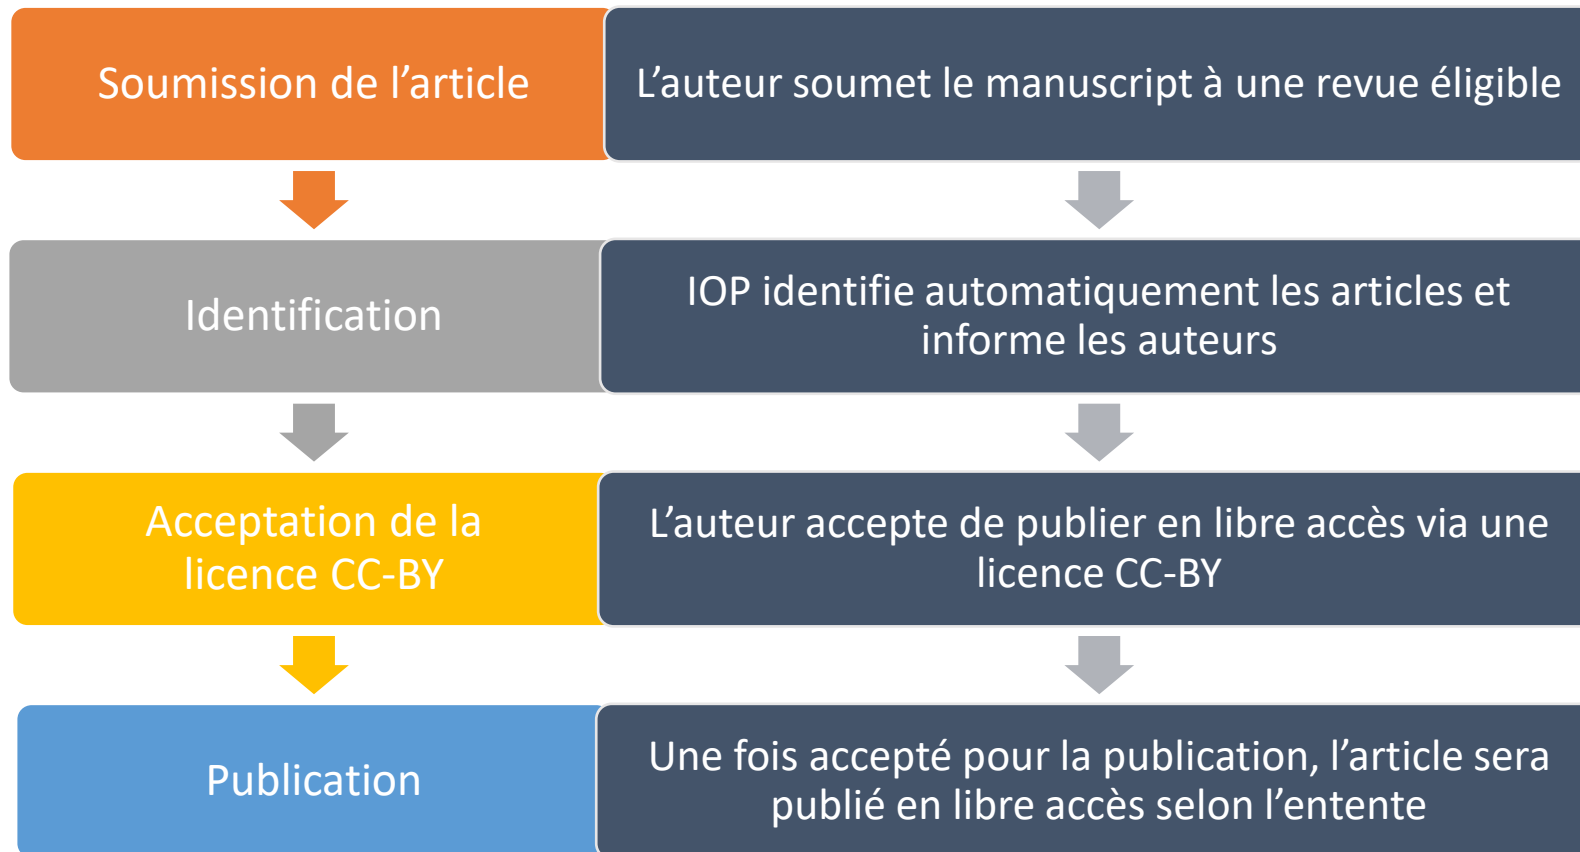 Soumission de l’article
L’auteur soumet le manuscript à une revue éligible
Identification
IOP identifie automatiquement les articles et
informe les auteurs
Acceptation de la
licence CC-BY
L’auteur accepte de publier en libre accès via une
licence CC-BY
Publication
Une fois accepté pour la publication, l’article sera
publié en libre accès selon l’entente